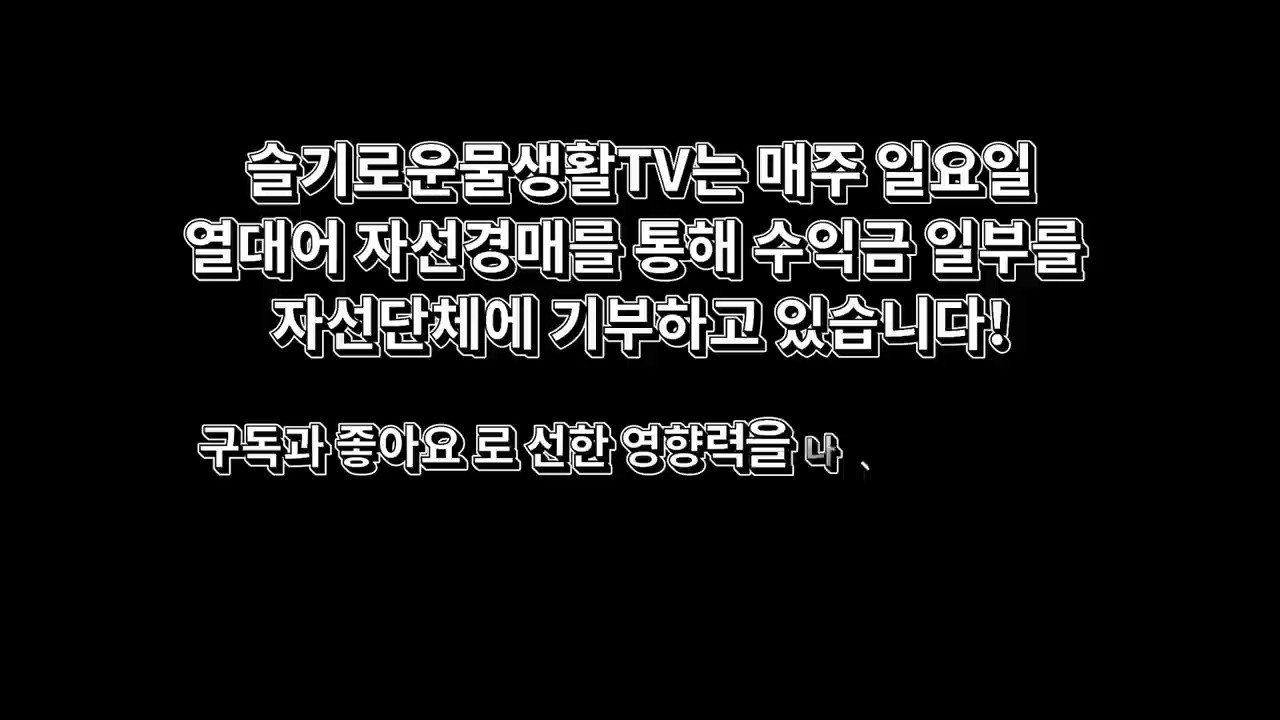 슬기로운물생활TV는 매주 일요일
열대어 자선경매를 통해 수익금 일부를
자선단체에 기부하고 있습니다!
구독과 좋아요 로 선한 영향력을 나